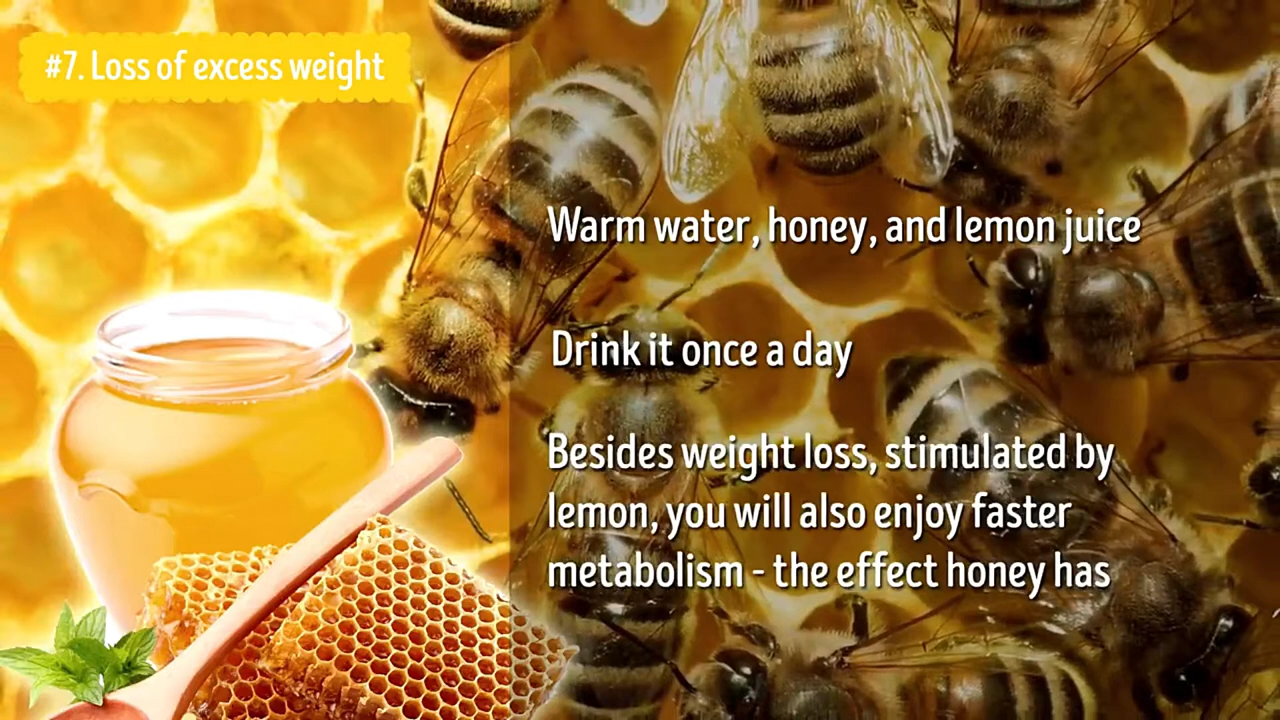 #7. Loss of excess weight
Warm water, honey, and lemon juice
Drink it once a day
Besides weight loss, stimulated by
lemon, you will also enjoy faster
metabolism - the effect honey has